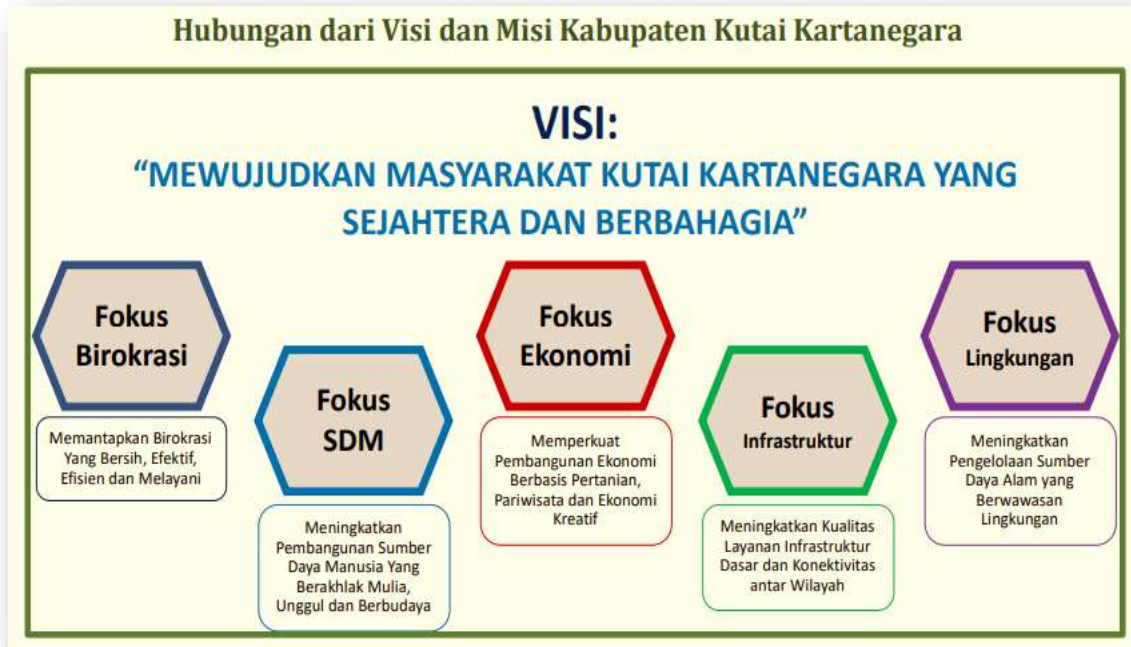 Hubungan dari Visi dan Misi Kabupaten Kutai Kartanegara
VISI:
“MEWUJUDKAN MASYARAKAT KUTAI KARTANEGARA YANG
SEJAHTERA DAN BERBAHAGIA”
Fokus
Birokrasi
Memantapkan Birokrasi
Yang Bersih, Efektif,
Efisien dan Melayani
Fokus
SDM
Meningkatkan
Pembangunan Sumber
Daya Manusia Yang
Berakhlak Mulia,
Unggul dan Berbudaya
Fokus
Ekonomi
Memperkuat
Pembangunan Ekonomi
Berbasis Pertanian,
Pariwisata dan Ekonomi
Kreatif
Fokus
Infrastruktur
Meningkatkan Kualitas
Layanan Infrastruktur
Dasar dan Konektivitas
antar Wilayah
Fokus
Lingkungan
Meningkatkan
Pengelolaan Sumber
Daya Alam yang
Berwawasan
Lingkungan